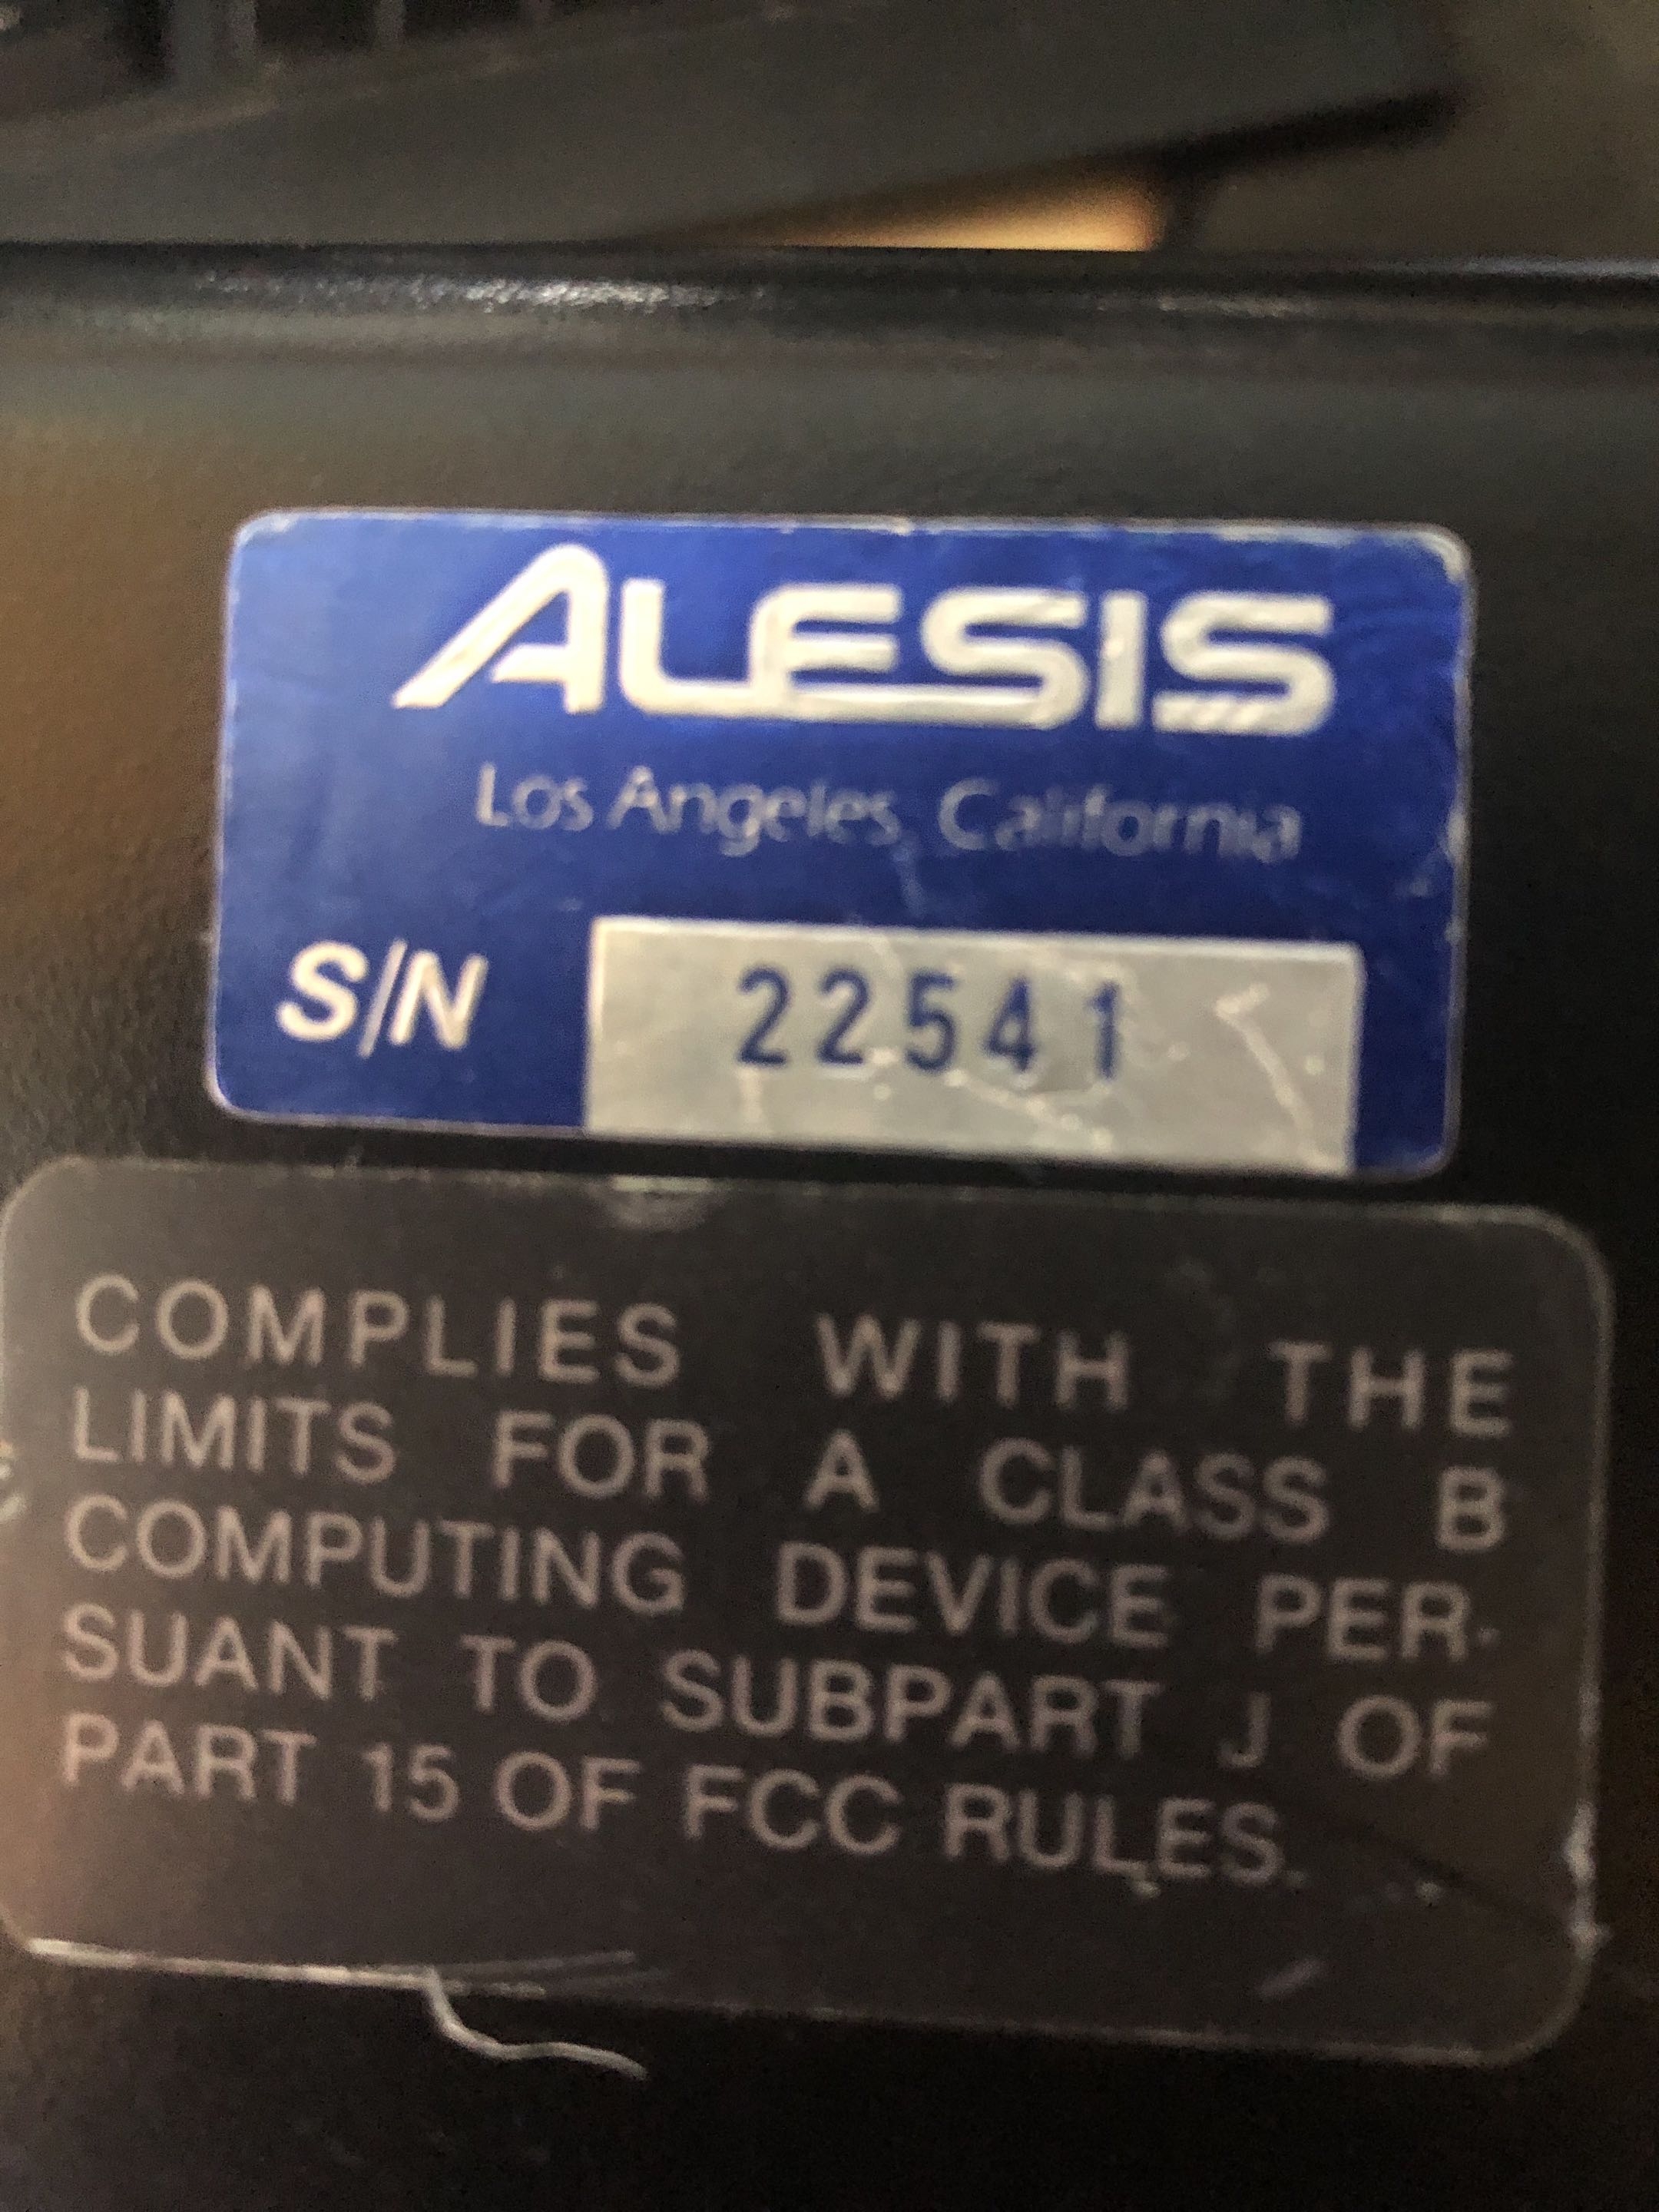 ALESIS
Los Angeles, California
S/N 22541
COMPLIES WITH THE
LIMITS FOR A CLASS B
COMPUTING DEVICE PER-
SUANT TO SUBPART J OF
PART 15 OF FCC RULES.